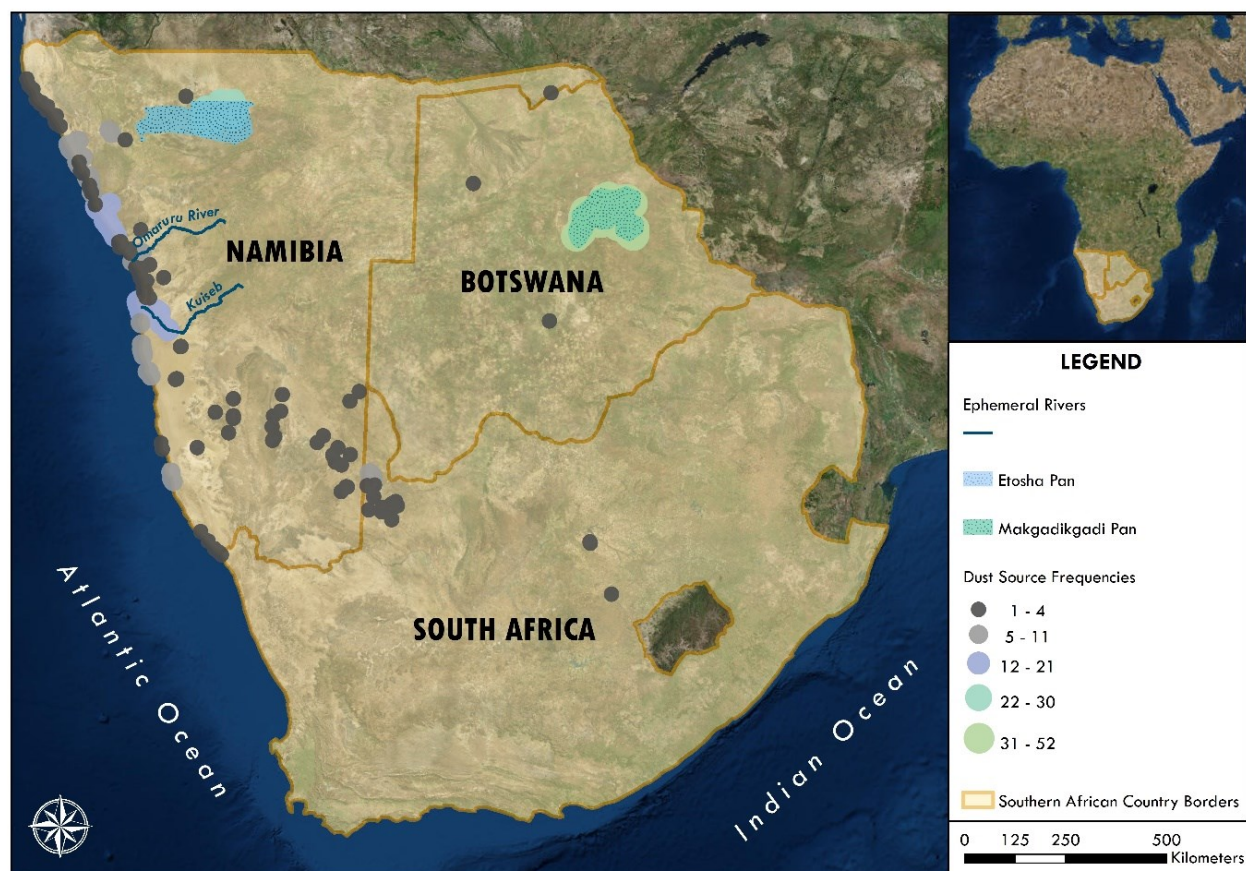 Omaruru River
NAMIBIA
Kuiseb
BOTSWANA
SOUTH AFRICA
Atlantic Ocean
Indian Ocean
LEGEND
Ephemeral Rivers
Etosha Pan
Makgadikgadi Pan
Dust Source Frequencies
1 - 4
5 - 11
12 - 21
22 - 30
31 - 52
Southern African Country Borders
0 125 250 500
Kilometers